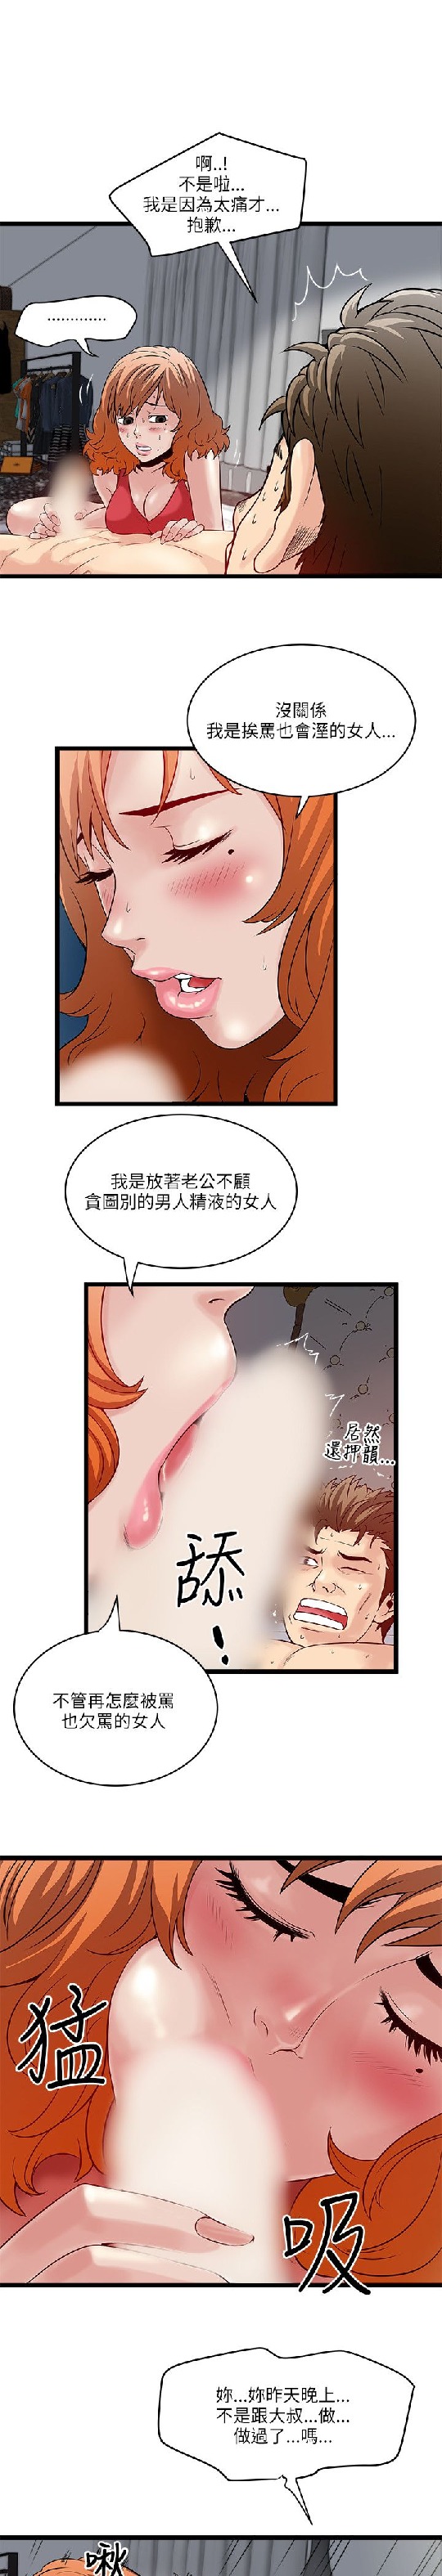 啊..!
不是啦...
我是因為太痛才...
抱歉...
.............
沒關係
我是挨罵也會溼的女人...
我是放著老公不顧
貪圖別的男人精液的女人
居然
還押韻...
舔!
不管再怎麼被罵
也欠罵的女人
猛
吸
妳...妳昨天晚上...
不是跟大叔...做...
做過了...嗎...
啾